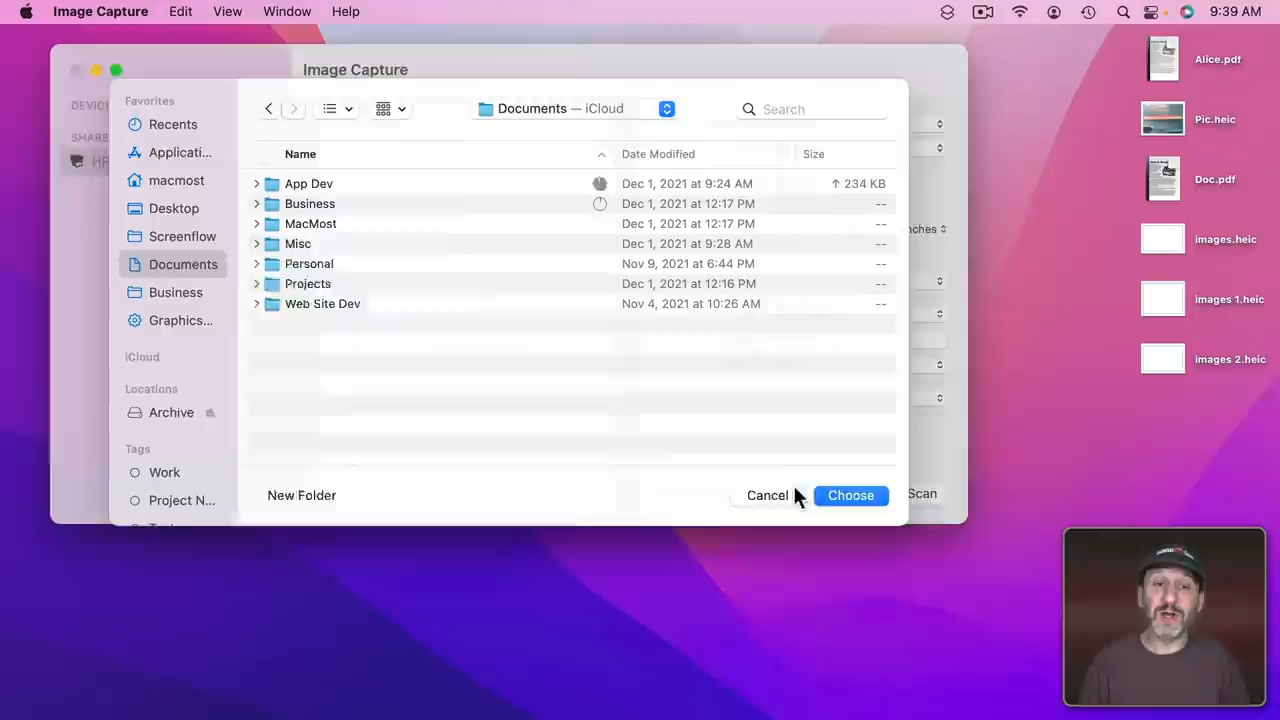 Image Capture Edit View Window Help 9:39 AM
Image Capture
DEVIC
SHARE
HP
Favorites
Recents
Applicati...
macmost
Desktop
Screenflow
Documents
Business
Graphics...
iCloud
Locations
Archive
Tags
Work
Project N...
Documents — iCloud
Search
Name Date Modified Size
App Dev Dec 1, 2021 at 9:24 AM ↑ 234 KB
Business Dec 1, 2021 at 12:17 PM --
MacMost Dec 1, 2021 at 12:17 PM --
Misc Dec 1, 2021 at 9:28 AM --
Personal Nov 9, 2021 at 6:44 PM --
Projects Dec 1, 2021 at 12:16 PM --
Web Site Dev Nov 4, 2021 at 10:26 AM --
New Folder Cancel Choose
nches
Scan
Alice.pdf
Pic.heic
Doc.pdf
images.heic
images 1.heic
images 2.heic